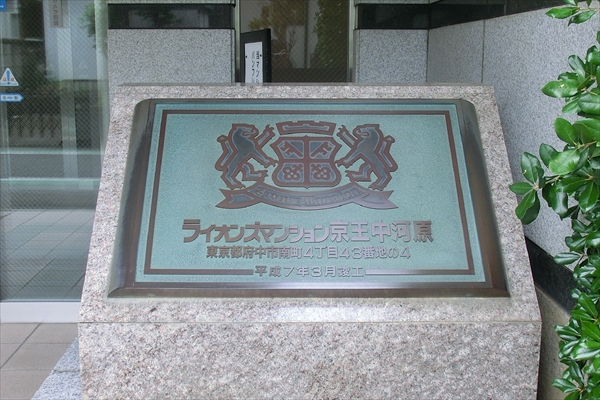 ライオンズマンション京王中河原
東京都府中市南町4丁目43番地の4
平成7年3月竣工